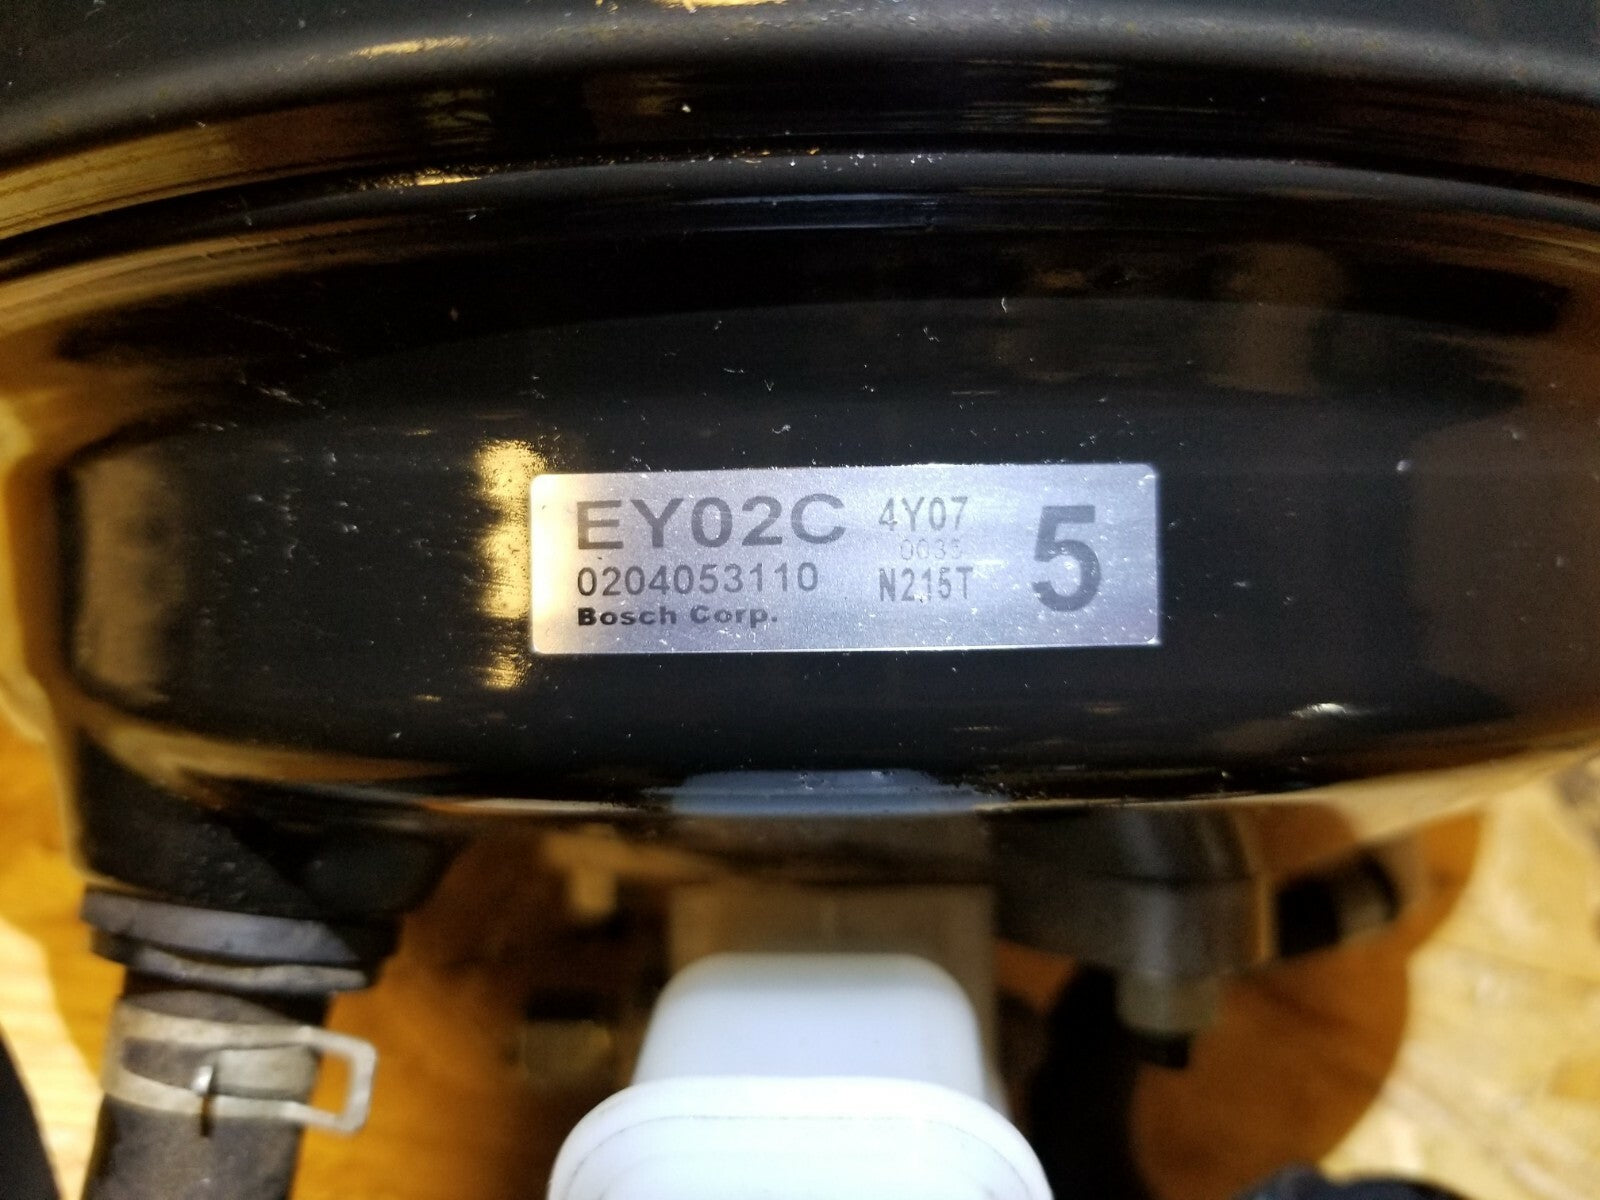 EY02C 4Y07 5
0035
0204053110 N215T
Bosch Corp.